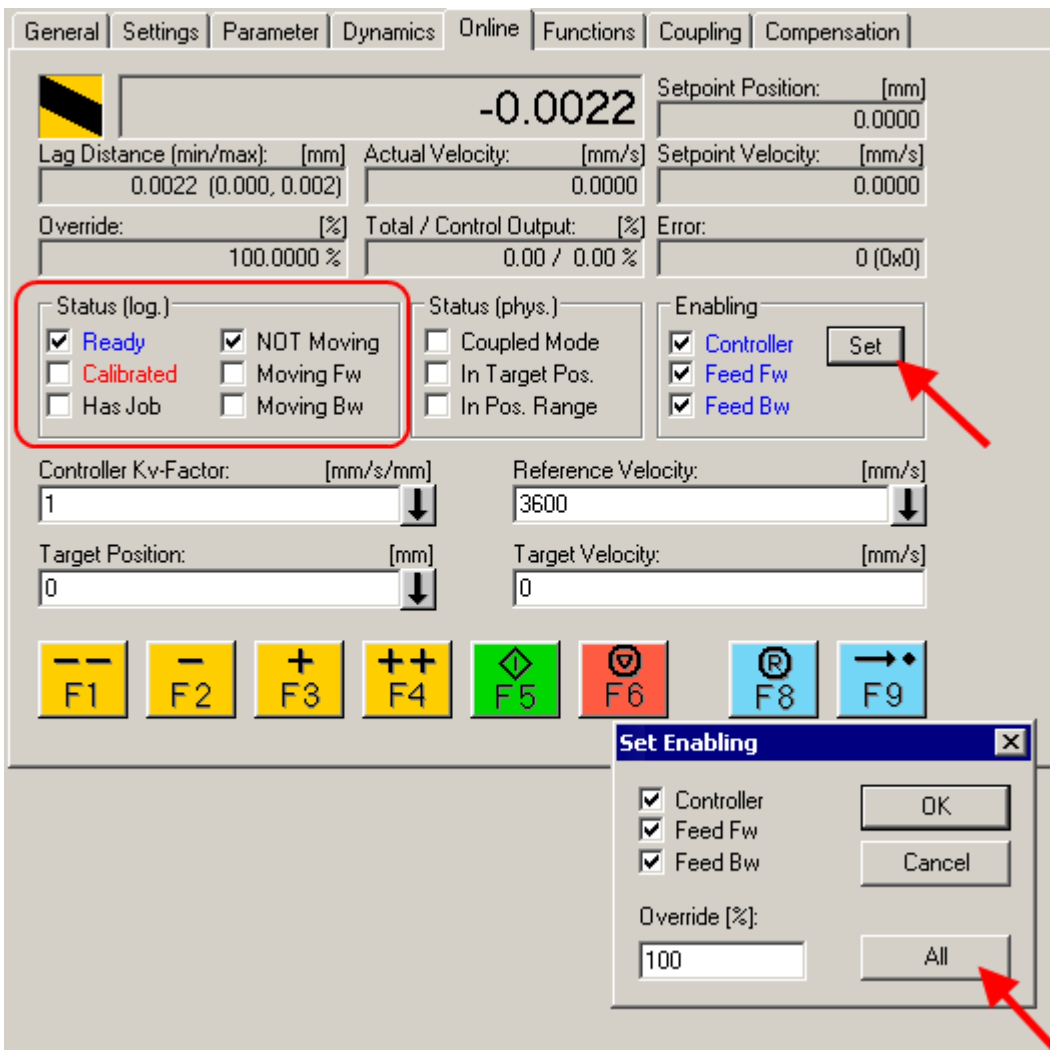 General Settings Parameter Dynamics Online Functions Coupling Compensation
-0.0022
Setpoint Position: [mm]
0.0000
Lag Distance (min/max): [mm] Actual Velocity: [mm/s] Setpoint Velocity: [mm/s]
0.0022 (0.000, 0.002) 0.0000 0.0000
Override: [%] Total / Control Output: [%] Error:
100.0000 % 0.00 / 0.00 % 0 (0x0)
Status (log.) Status (phys.) Enabling
Ready NOT Moving Coupled Mode Controller Set
Calibrated Moving Fw In Target Pos. Feed Fw
Has Job Moving Bw In Pos. Range Feed Bw
Controller Kv-Factor: [mm/s/mm] Reference Velocity: [mm/s]
1 3600
Target Position: [mm] Target Velocity: [mm/s]
0 0
-- - + ++ R
F1 F2 F3 F4 F5 F6 F8 F9
Set Enabling
Controller OK
Feed Fw
Feed Bw Cancel
Override [%]:
100 All